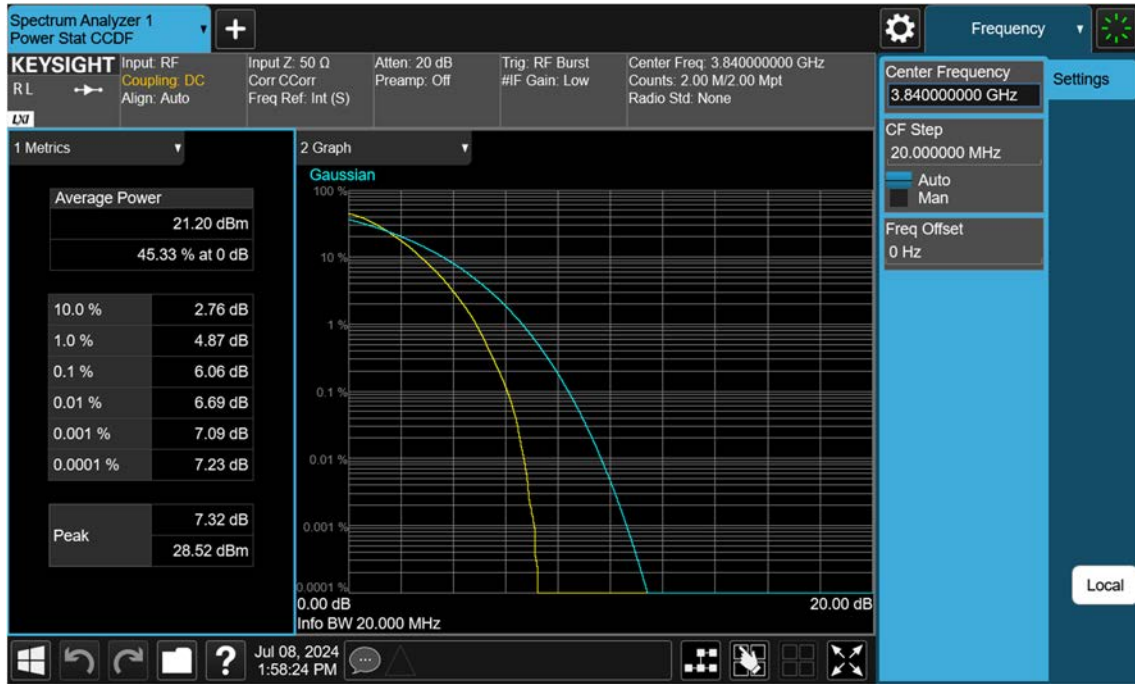 Spectrum Analyzer 1
Power Stat CCDF
Frequency
KEYSIGHT
R L
LXI
Input: RF
Coupling: DC
Align: Auto
Input Z: 50 Ω
Corr CCorr
Freq Ref: Int (S)
Atten: 20 dB
Preamp: Off
Trig: RF Burst
#IF Gain: Low
Center Freq: 3.840000000 GHz
Counts: 2.00 M/2.00 Mpt
Radio Std: None
Center Frequency
3.840000000 GHz
Settings
CF Step
20.000000 MHz
Auto
Man
Freq Offset
0 Hz
Local
1 Metrics
Average Power
21.20 dBm
45.33 % at 0 dB
10.0 % 2.76 dB
1.0 % 4.87 dB
0.1 % 6.06 dB
0.01 % 6.69 dB
0.001 % 7.09 dB
0.0001 % 7.23 dB
Peak
7.32 dB
28.52 dBm
2 Graph
Gaussian
100 %
10 %
1 %
0.1 %
0.01 %
0.001 %
0.0001 %
0.00 dB 20.00 dB
Info BW 20.000 MHz
?
Jul 08, 2024
1:58:24 PM